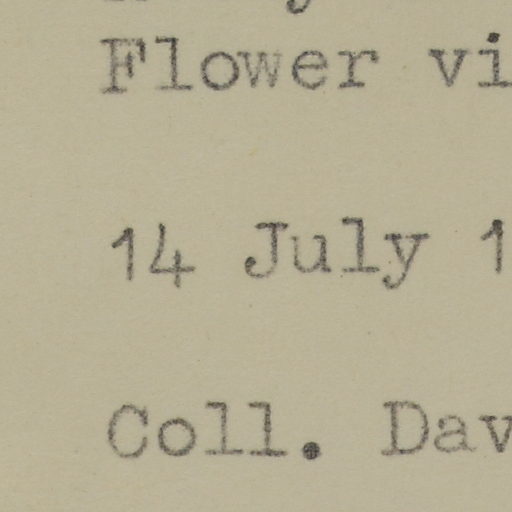 Flower vi
14 July 1
Coll. Dav